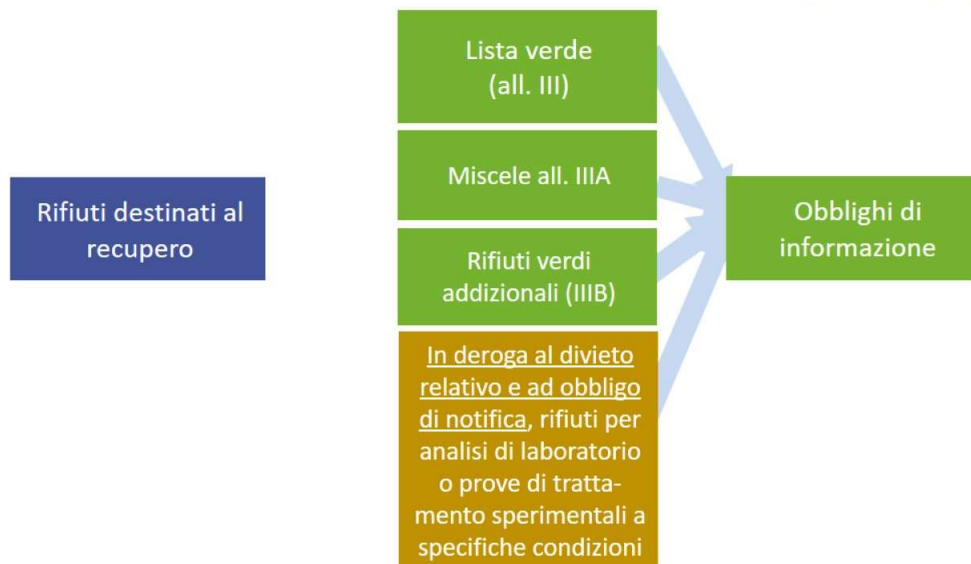 Rifiuti destinati al
recupero
Lista verde
(all. III)
Miscele all. IIIA
Rifiuti verdi
addizionali (IIIB)
In deroga al divieto
relativo e ad obbligo
di notifica, rifiuti per
analisi di laboratorio
o prove di tratta-
mento sperimentali a
specifiche condizioni
Obblighi di
informazione